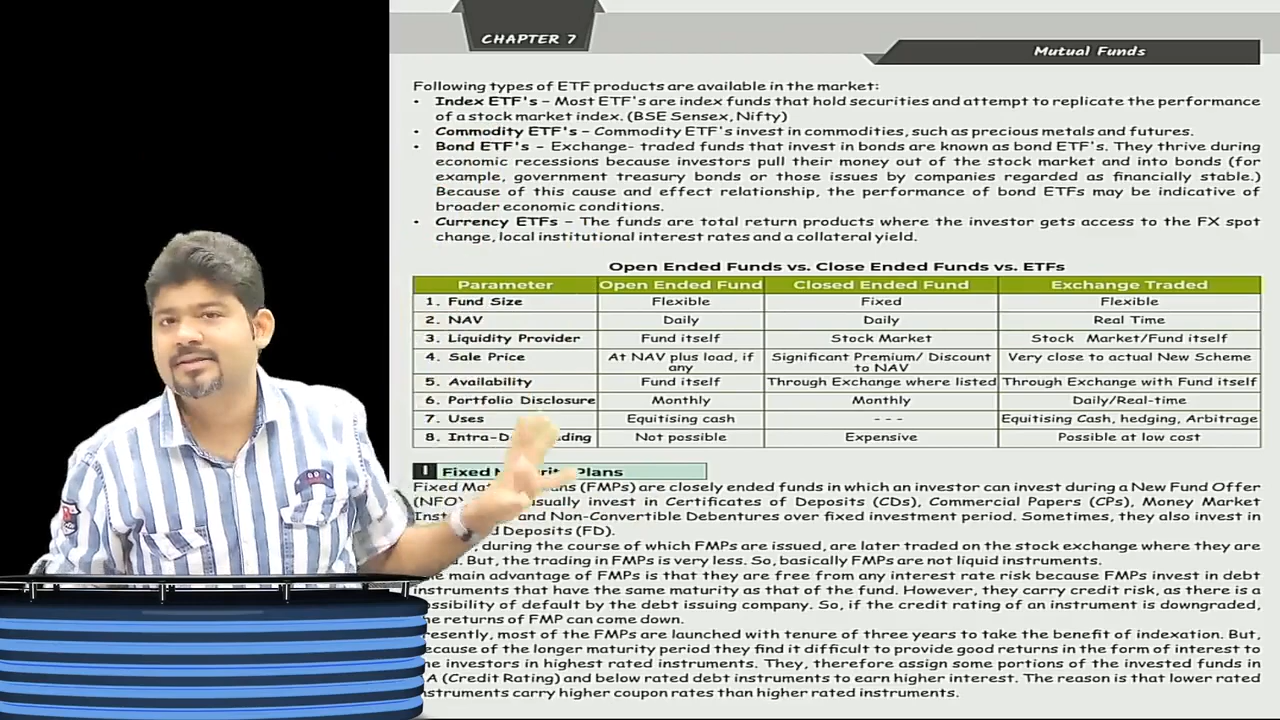 CHAPTER 7
Mutual Funds
Following types of ETF products are available in the market:
• Index ETF's – Most ETF's are index funds that hold securities and attempt to replicate the performance
of a stock market index. (BSE Sensex, Nifty)
• Commodity ETF's – Commodity ETF's invest in commodities, such as precious metals and futures.
• Bond ETF's – Exchange- traded funds that invest in bonds are known as bond ETF's. They thrive during
economic recessions because investors pull their money out of the stock market and into bonds (for
example, government treasury bonds or those issues by companies regarded as financially stable.)
Because of this cause and effect relationship, the performance of bond ETFs may be indicative of
broader economic conditions.
• Currency ETFs – The funds are total return products where the investor gets access to the FX spot
change, local institutional interest rates and a collateral yield.
Open Ended Funds vs. Close Ended Funds vs. ETFs
Parameter Open Ended Fund Closed Ended Fund Exchange Traded
1. Fund Size Flexible Fixed Flexible
2. NAV Daily Daily Real Time
3. Liquidity Provider Fund itself Stock Market Stock Market/Fund itself
4. Sale Price At NAV plus load, if any Significant Premium/ Discount to NAV Very close to actual New Scheme
5. Availability Fund itself Through Exchange where listed Through Exchange with Fund itself
6. Portfolio Disclosure Monthly Monthly Daily/Real-time
7. Uses Equitising cash - - - Equitising Cash, hedging, Arbitrage
8. Not possible Expensive Possible at low cost
Fixed Plans
Fixed (FMPs) are closely ended funds in which an investor can invest during a New Fund Offer
(NFO) usually invest in Certificates of Deposits (CDs), Commercial Papers (CPs), Money Market
and Non-Convertible Debentures over fixed investment period. Sometimes, they also invest in
Deposits (FD).
during the course of which FMPs are issued, are later traded on the stock exchange where they are
But, the trading in FMPs is very less. So, basically FMPs are not liquid instruments.
main advantage of FMPs is that they are free from any interest rate risk because FMPs invest in debt
instruments that have the same maturity as that of the fund. However, they carry credit risk, as there is a
possibility of default by the debt issuing company. So, if the credit rating of an instrument is downgraded,
the returns of FMP can come down.
Presently, most of the FMPs are launched with tenure of three years to take the benefit of indexation. But,
because of the longer maturity period they find it difficult to provide good returns in the form of interest to
the investors in highest rated instruments. They, therefore assign some portions of the invested funds in
(Credit Rating) and below rated debt instruments to earn higher interest. The reason is that lower rated
instruments carry higher coupon rates than higher rated instruments.